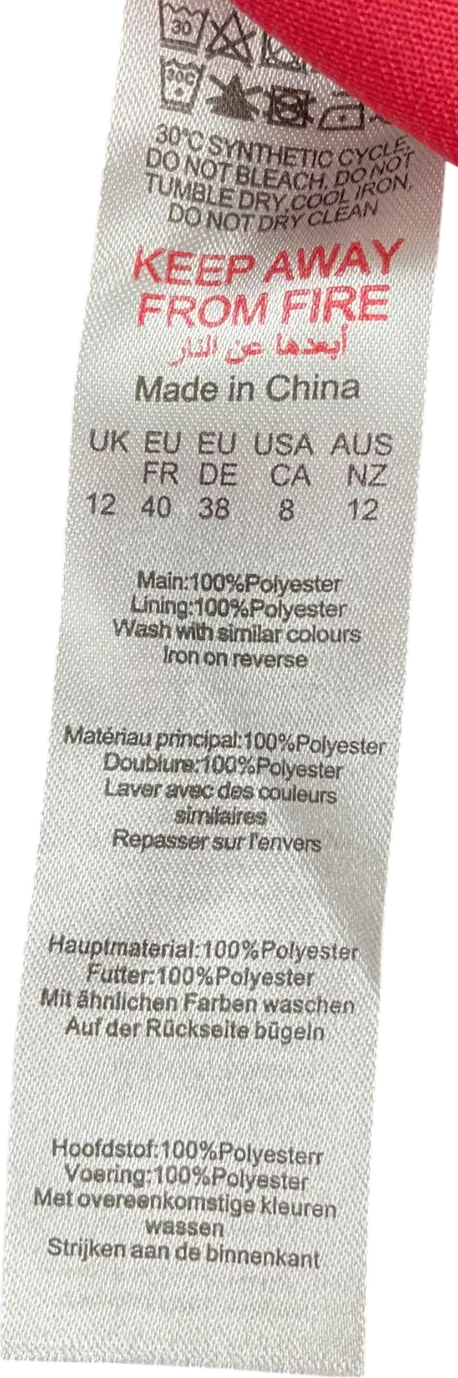 30
30C
30°C SYNTHETIC CYCLE,
DO NOT BLEACH, DO NOT
TUMBLE DRY,COOL IRON,
DO NOT DRY CLEAN
KEEP AWAY
FROM FIRE
أبعدها عن النار
Made in China
UK EU EU USA AUS
FR DE CA NZ
12 40 38 8 12
Main:100%Polyester
Lining:100%Polyester
Wash with similar colours
Iron on reverse
Matériau principal:100%Polyester
Doublure:100%Polyester
Laver avec des couleurs
similaires
Repasser sur l'envers
Hauptmaterial:100%Polyester
Futter:100%Polyester
Mit ähnlichen Farben waschen
Auf der Rückseite bügeln
Hoofdstof:100%Polyesterr
Voering:100%Polyester
Met overeenkomstige kleuren
wassen
Strijken aan de binnenkant